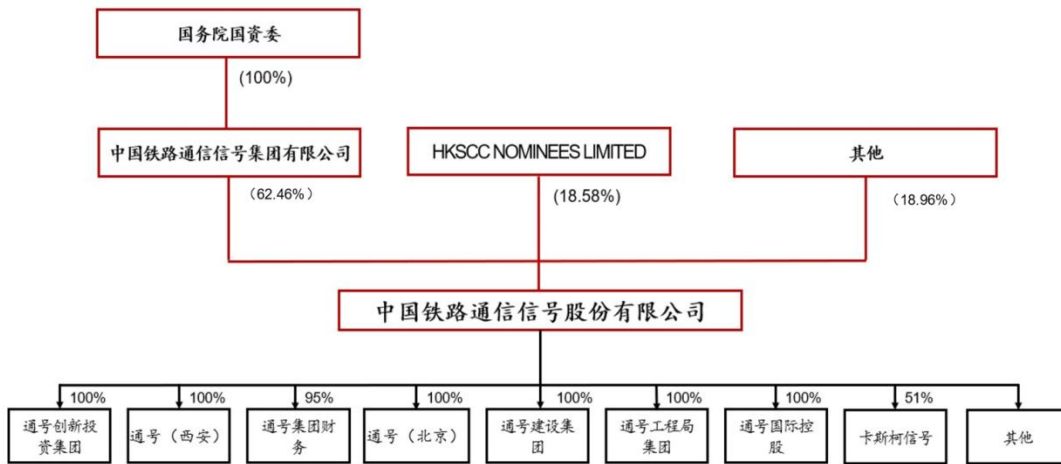 国务院国资委
(100%)
中国铁路通信信号集团有限公司
HKSCC NOMINEES LIMITED
其他
（62.46%）
(18.58%)
（18.96%）
中国铁路通信信号股份有限公司
100%
100%
95%
100%
100%
100%
100%
51%
通号创新投
资集团
通号（西安）
通号集团财
务
通号（北京）
通号建设集
团
通号工程局
集团
通号国际控
股
卡斯柯信号
其他